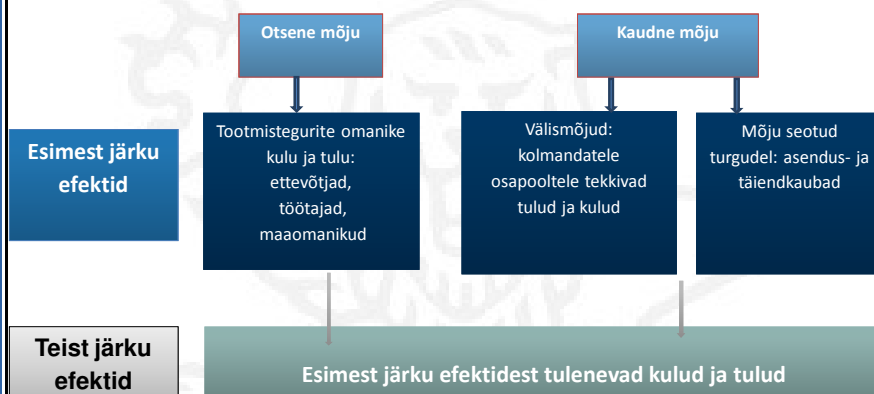 Otsene mõju
Kaudne mõju
Esimest järku
efektid
Tootmistegurite omanike
kulu ja tulu:
ettevõtjad,
töötajad,
maaomanikud
Välismõjud:
kolmandatele
osapooltele tekkivad
tulud ja kulud
Mõju seotud
turgudel: asendus- ja
täiendkaubad
Teist järku
efektid
Esimest järku efektidest tulenevad kulud ja tulud